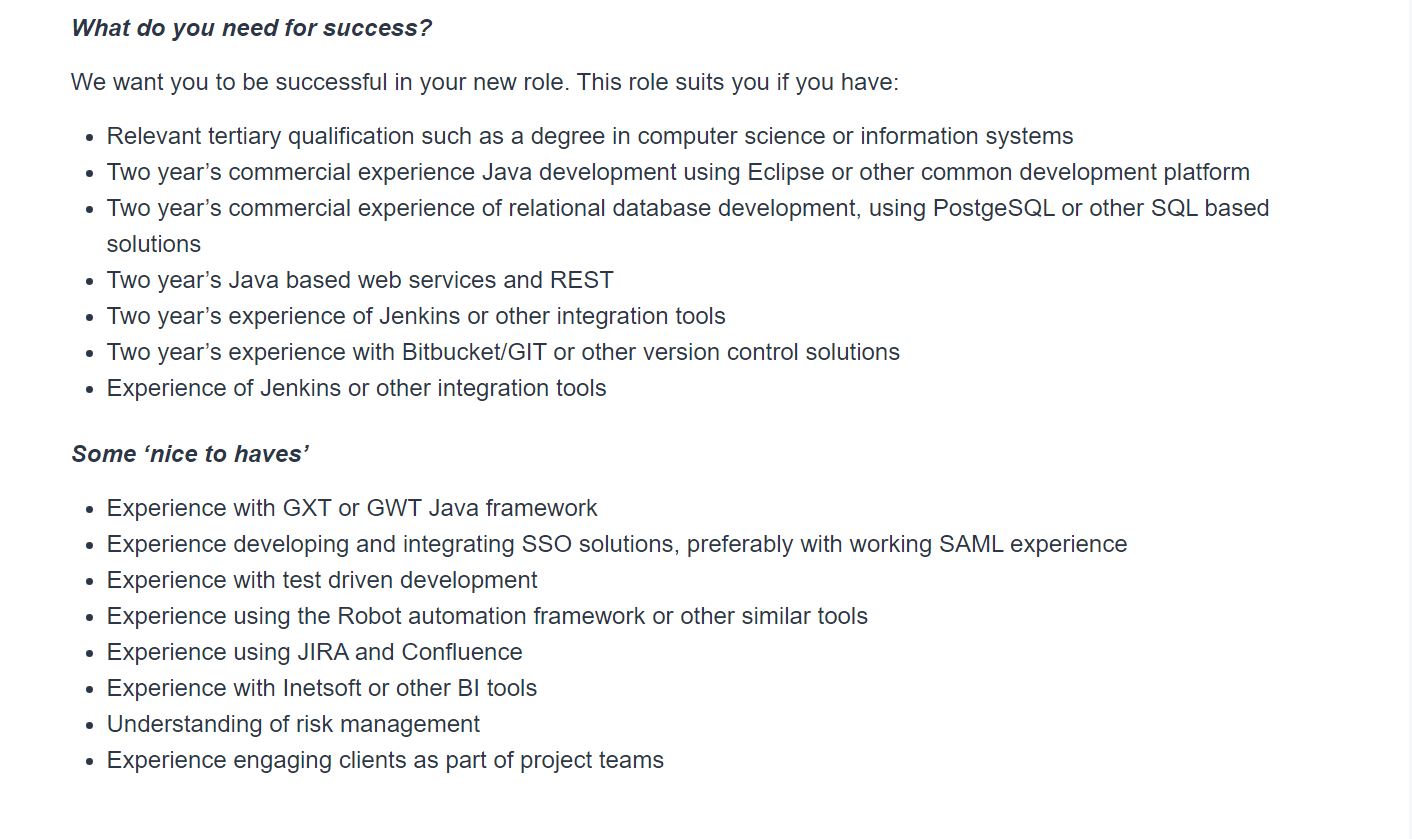 What do you need for success?
We want you to be successful in your new role. This role suits you if you have:
• Relevant tertiary qualification such as a degree in computer science or information systems
• Two year’s commercial experience Java development using Eclipse or other common development platform
• Two year’s commercial experience of relational database development, using PostgeSQL or other SQL based
solutions
• Two year’s Java based web services and REST
• Two year’s experience of Jenkins or other integration tools
• Two year’s experience with Bitbucket/GIT or other version control solutions
• Experience of Jenkins or other integration tools
Some ‘nice to haves’
• Experience with GXT or GWT Java framework
• Experience developing and integrating SSO solutions, preferably with working SAML experience
• Experience with test driven development
• Experience using the Robot automation framework or other similar tools
• Experience using JIRA and Confluence
• Experience with Inetsoft or other BI tools
• Understanding of risk management
• Experience engaging clients as part of project teams